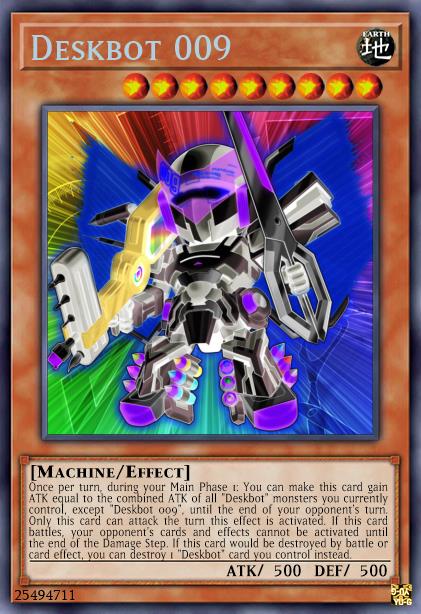 DESKBOT 009
EARTH
地
[MACHINE/EFFECT]
Once per turn, during your Main Phase 1: You can make this card gain
ATK equal to the combined ATK of all "Deskbot" monsters you currently
control, except "Deskbot 009", until the end of your opponent's turn.
Only this card can attack the turn this effect is activated. If this card
battles, your opponent's cards and effects cannot be activated until
the end of the Damage Step. If this card would be destroyed by battle or
card effect, you can destroy 1 "Deskbot" card you control instead.
ATK/ 500 DEF/ 500
25494711